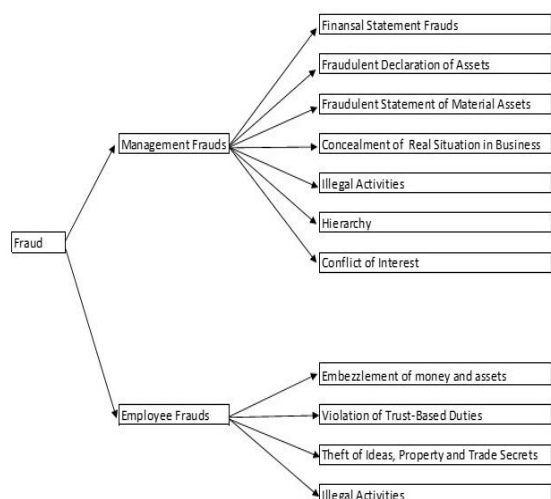 Finansal Statement Frauds
Fraudulent Declaration of Assets
Fraudulent Statement of Material Assets
Management Frauds
Concealment of Real Situation in Business
Illegal Activities
Hierarchy
Fraud
Conflict of Interest
Embezzlement of money and assets
Employee Frauds
Violation of Trust-Based Duties
Theft of Ideas, Property and Trade Secrets
Illegal Activities